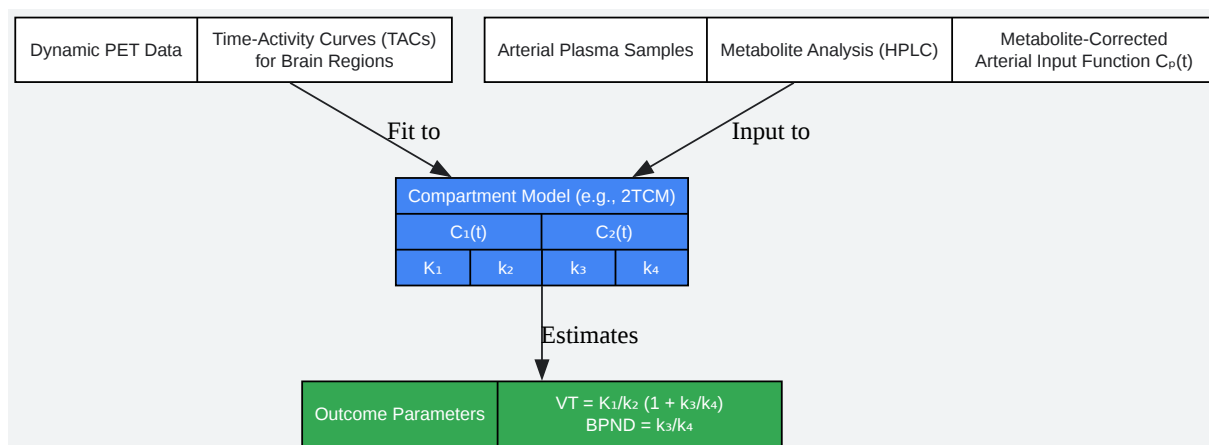 Dynamic PET Data
Time-Activity Curves (TACs)
for Brain Regions
Arterial Plasma Samples
Metabolite Analysis (HPLC)
Metabolite-Corrected
Arterial Input Function Cₚ(t)
Fit to
Input to
Compartment Model (e.g., 2TCM)
C₁(t)
C₂(t)
K₁
k₂
k₃
k₄
Estimates
Outcome Parameters
VT = K₁/k₂ (1 + k₃/k₄)
BPND = k₃/k₄